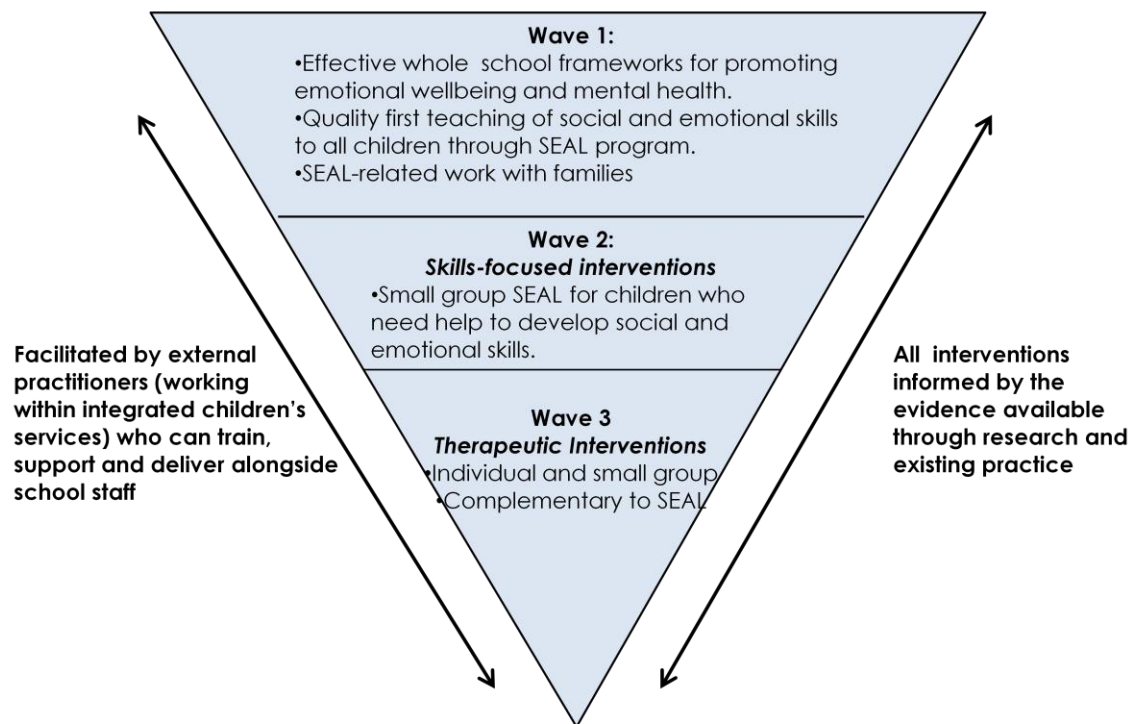 Wave 1:
•Effective whole school frameworks for promoting
emotional wellbeing and mental health.
•Quality first teaching of social and emotional skills
to all children through SEAL program.
•SEAL-related work with families
Wave 2:
Skills-focused interventions
•Small group SEAL for children who
need help to develop social and
emotional skills.
Wave 3
Therapeutic Interventions
•Individual and small group
•Complementary to SEAL
Facilitated by external
practitioners (working
within integrated children's
services) who can train,
support and deliver alongside
school staff
All interventions
informed by the
evidence available
through research and
existing practice